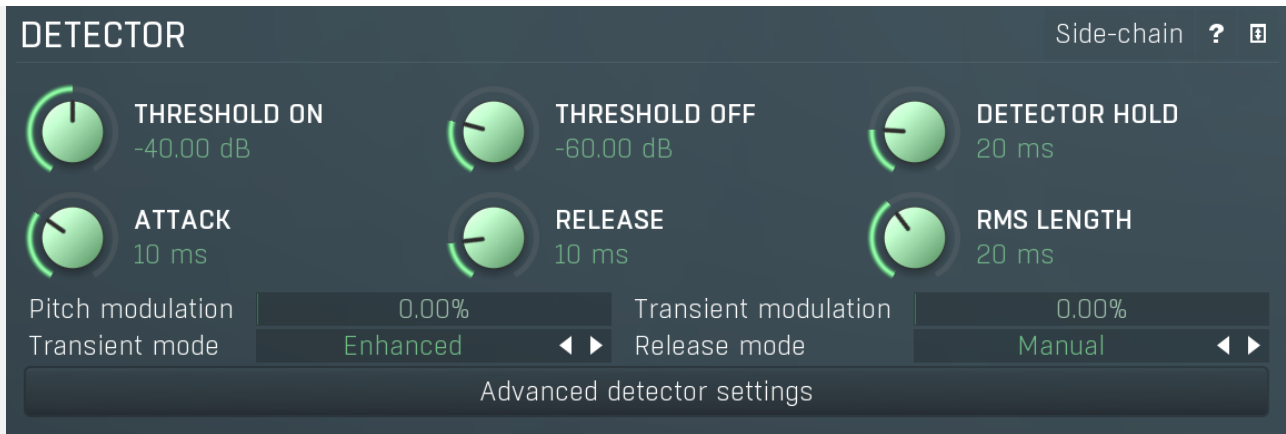 DETECTOR Side-chain ?
THRESHOLD ON THRESHOLD OFF DETECTOR HOLD
-40.00 dB -60.00 dB 20 ms
ATTACK RELEASE RMS LENGTH
10 ms 10 ms 20 ms
Pitch modulation 0.00% Transient modulation 0.00%
Transient mode Enhanced Release mode Manual
Advanced detector settings